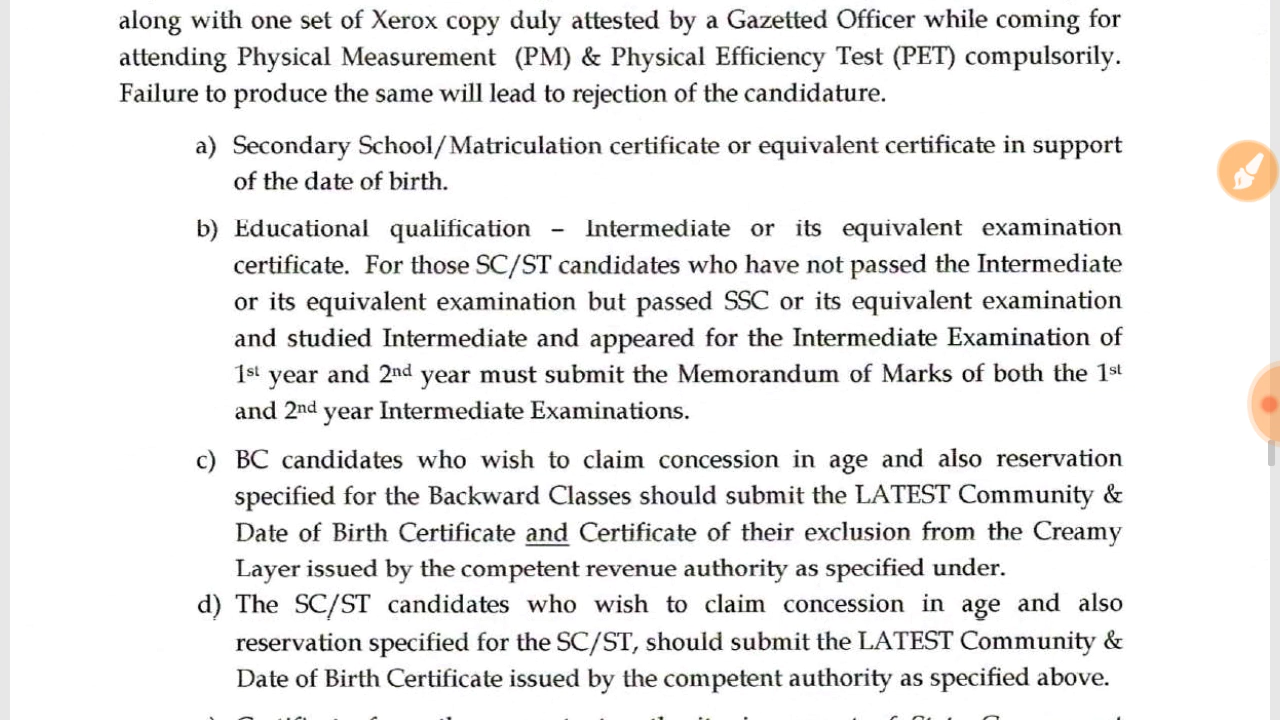 along with one set of Xerox copy duly attested by a Gazetted Officer while coming for
attending Physical Measurement (PM) & Physical Efficiency Test (PET) compulsorily.
Failure to produce the same will lead to rejection of the candidature.
a) Secondary School/Matriculation certificate or equivalent certificate in support
of the date of birth.
b) Educational qualification – Intermediate or its equivalent examination
certificate. For those SC/ST candidates who have not passed the Intermediate
or its equivalent examination but passed SSC or its equivalent examination
and studied Intermediate and appeared for the Intermediate Examination of
1st year and 2nd year must submit the Memorandum of Marks of both the 1st
and 2nd year Intermediate Examinations.
c) BC candidates who wish to claim concession in age and also reservation
specified for the Backward Classes should submit the LATEST Community &
Date of Birth Certificate and Certificate of their exclusion from the Creamy
Layer issued by the competent revenue authority as specified under.
d) The SC/ST candidates who wish to claim concession in age and also
reservation specified for the SC/ST, should submit the LATEST Community &
Date of Birth Certificate issued by the competent authority as specified above.